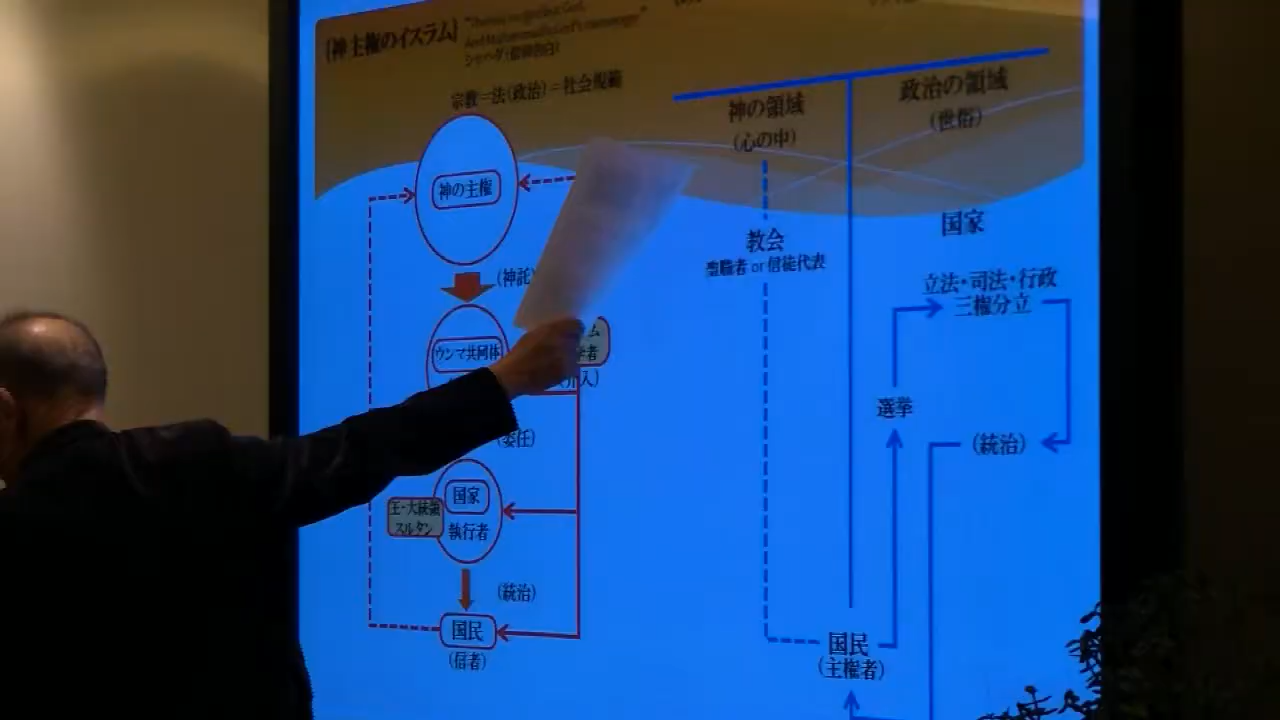 [神主権のイスラム]
シャハダ(信仰告白)
宗教=法(政治)=社会規範
神の主権
(神託
ウンマ共同体
ム
者
介入)
委任)
国家
執行者
王・大統領
スルタン
(統治)
国民
(信者)
神の領域
(心の中)
政治の領域
(世俗)
教会
聖職者 or 信徒代表
国家
立法・司法・行政
三権分立
選挙
(統治)
国民
(主権者)